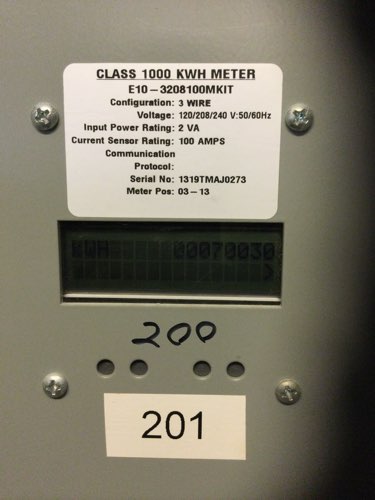 CLASS 1000 KWH METER
E10-3208100MKIT
Configuration: 3 WIRE
Voltage: 120/208/240 V:50/60Hz
Input Power Rating: 2 VA
Current Sensor Rating: 100 AMPS
Communication
Protocol:
Serial No: 1319TMAJ0273
Meter Pos: 03-13
KWH 00070030
>
200
201